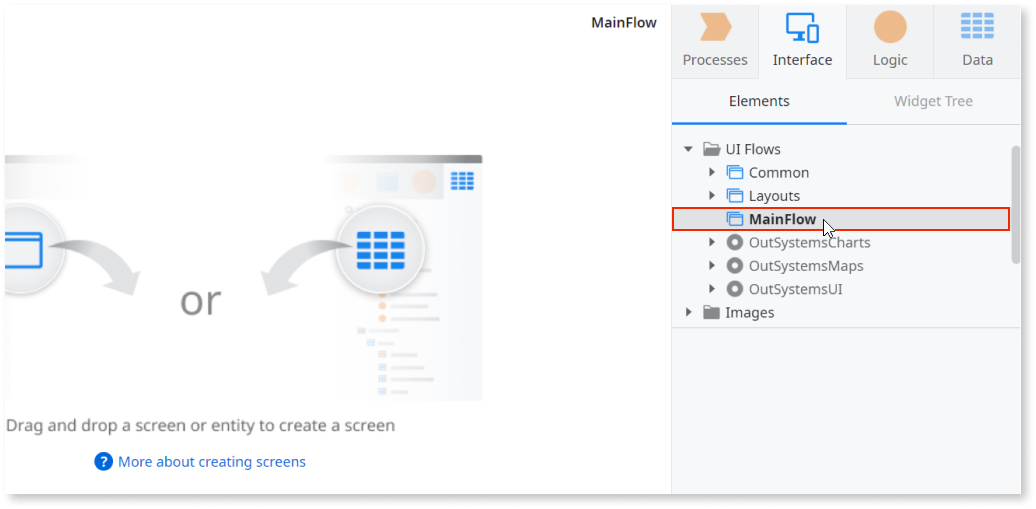 MainFlow
Processes
Interface
Logic
Data
Elements
Widget Tree
UI Flows
Common
Layouts
MainFlow
OutSystemsCharts
OutSystemsMaps
OutSystemsUI
Images
or
Drag and drop a screen or entity to create a screen
? More about creating screens